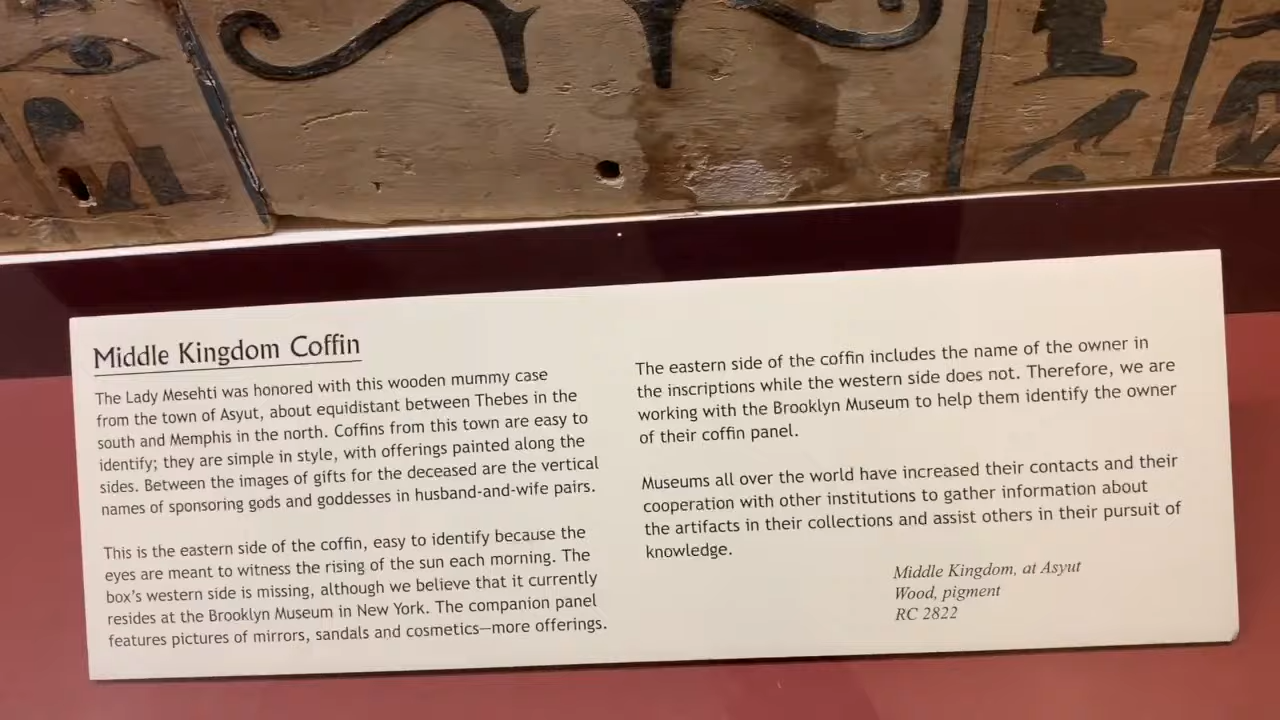 Middle Kingdom Coffin
The Lady Mesehti was honored with this wooden mummy case
from the town of Asyut, about equidistant between Thebes in the
south and Memphis in the north. Coffins from this town are easy to
identify; they are simple in style, with offerings painted along the
sides. Between the images of gifts for the deceased are the vertical
names of sponsoring gods and goddesses in husband-and-wife pairs.
This is the eastern side of the coffin, easy to identify because the
eyes are meant to witness the rising of the sun each morning. The
box's western side is missing, although we believe that it currently
resides at the Brooklyn Museum in New York. The companion panel
features pictures of mirrors, sandals and cosmetics—more offerings.
The eastern side of the coffin includes the name of the owner in
the inscriptions while the western side does not. Therefore, we are
working with the Brooklyn Museum to help them identify the owner
of their coffin panel.
Museums all over the world have increased their contacts and their
cooperation with other institutions to gather information about
the artifacts in their collections and assist others in their pursuit of
knowledge.
Middle Kingdom, at Asyut
Wood, pigment
RC 2822